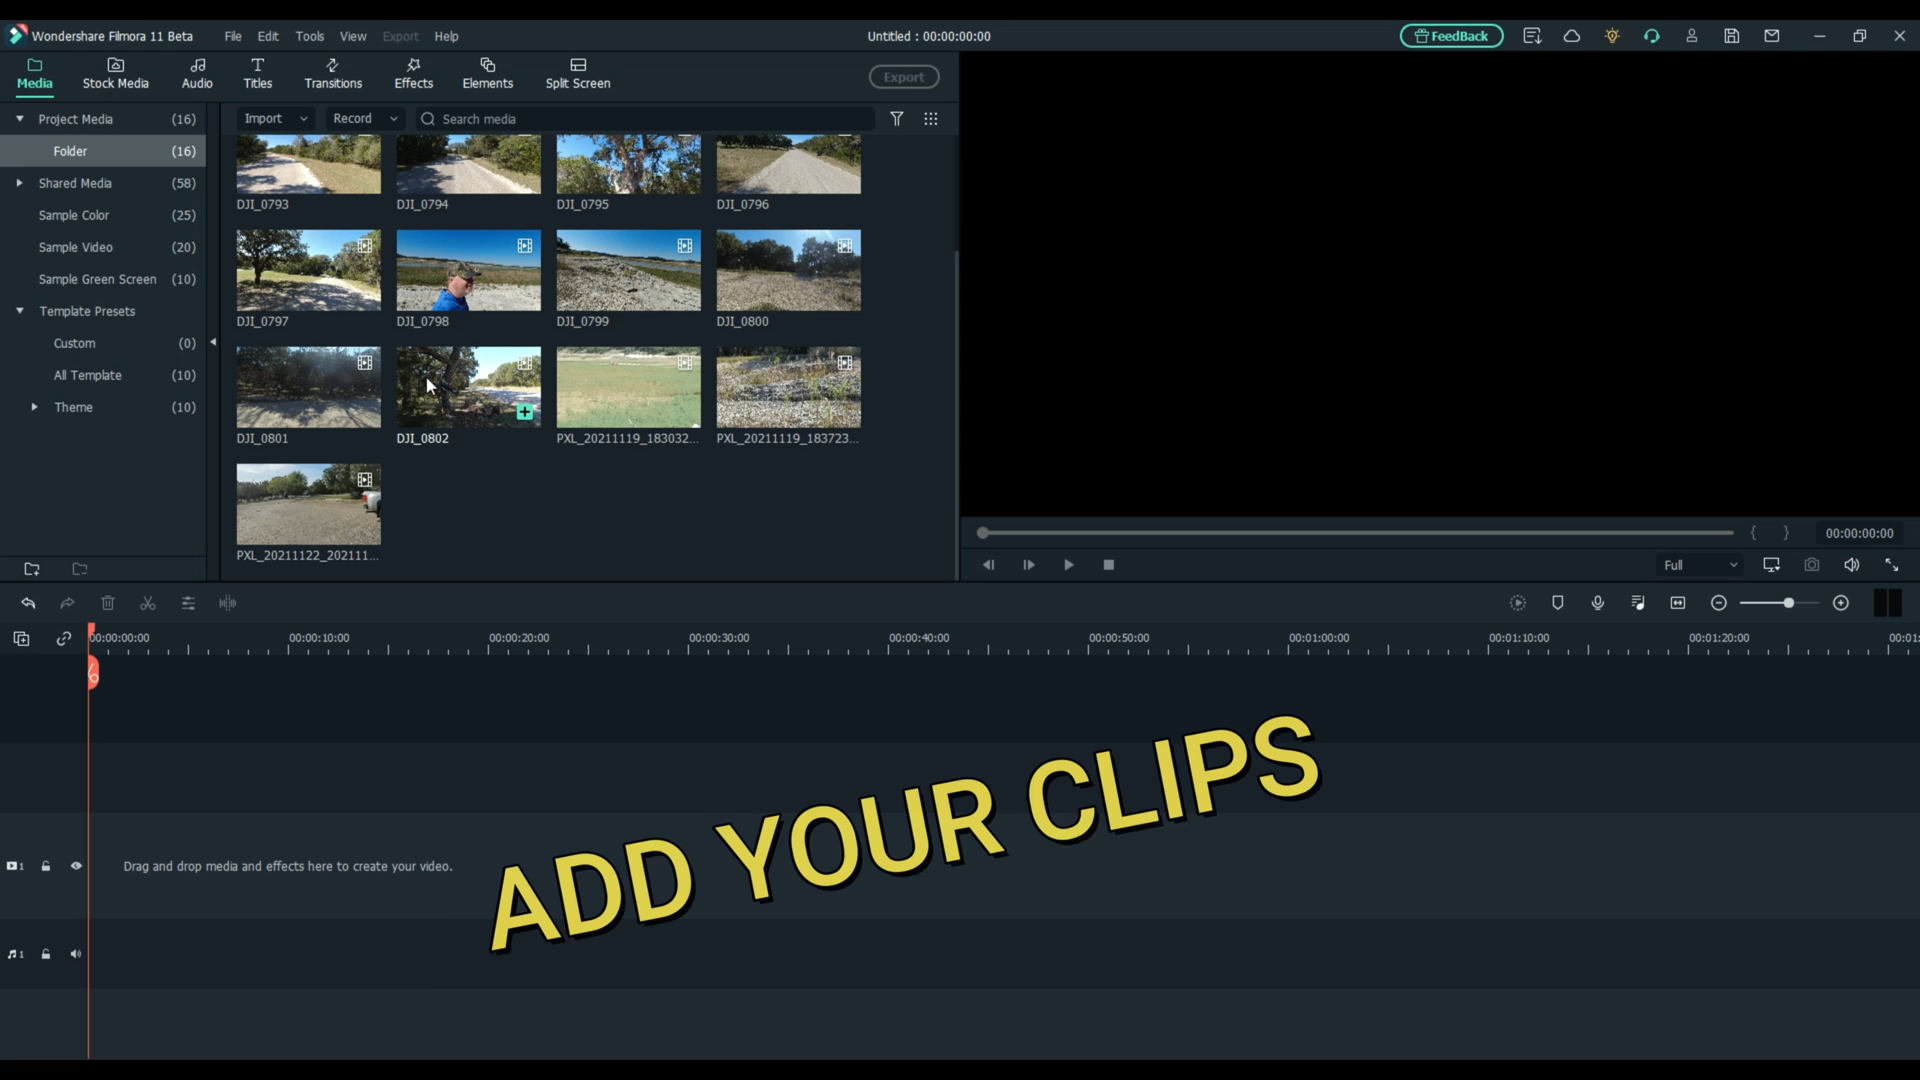 Wondershare Filmora 11 Beta
File Edit Tools View Export Help
Untitled : 00:00:00:00
FeedBack
Media
Stock Media
Audio
Titles
Transitions
Effects
Elements
Split Screen
Export
Project Media (16)
Folder (16)
Shared Media (58)
Sample Color (25)
Sample Video (20)
Sample Green Screen (10)
Template Presets
Custom (0)
All Template (10)
Theme (10)
Import
Record
Search media
DJI_0793
DJI_0794
DJI_0795
DJI_0796
DJI_0797
DJI_0798
DJI_0799
DJI_0800
DJI_0801
DJI_0802
PXL_20211119_183032...
PXL_20211119_183723...
PXL_20211122_202111...
00:00:00:00
Full
00:00:00:00 00:00:10:00 00:00:20:00 00:00:30:00 00:00:40:00 00:00:50:00 00:01:00:00 00:01:10:00 00:01:20:00 00:01:
1 Drag and drop media and effects here to create your video.
ADD YOUR CLIPS
1